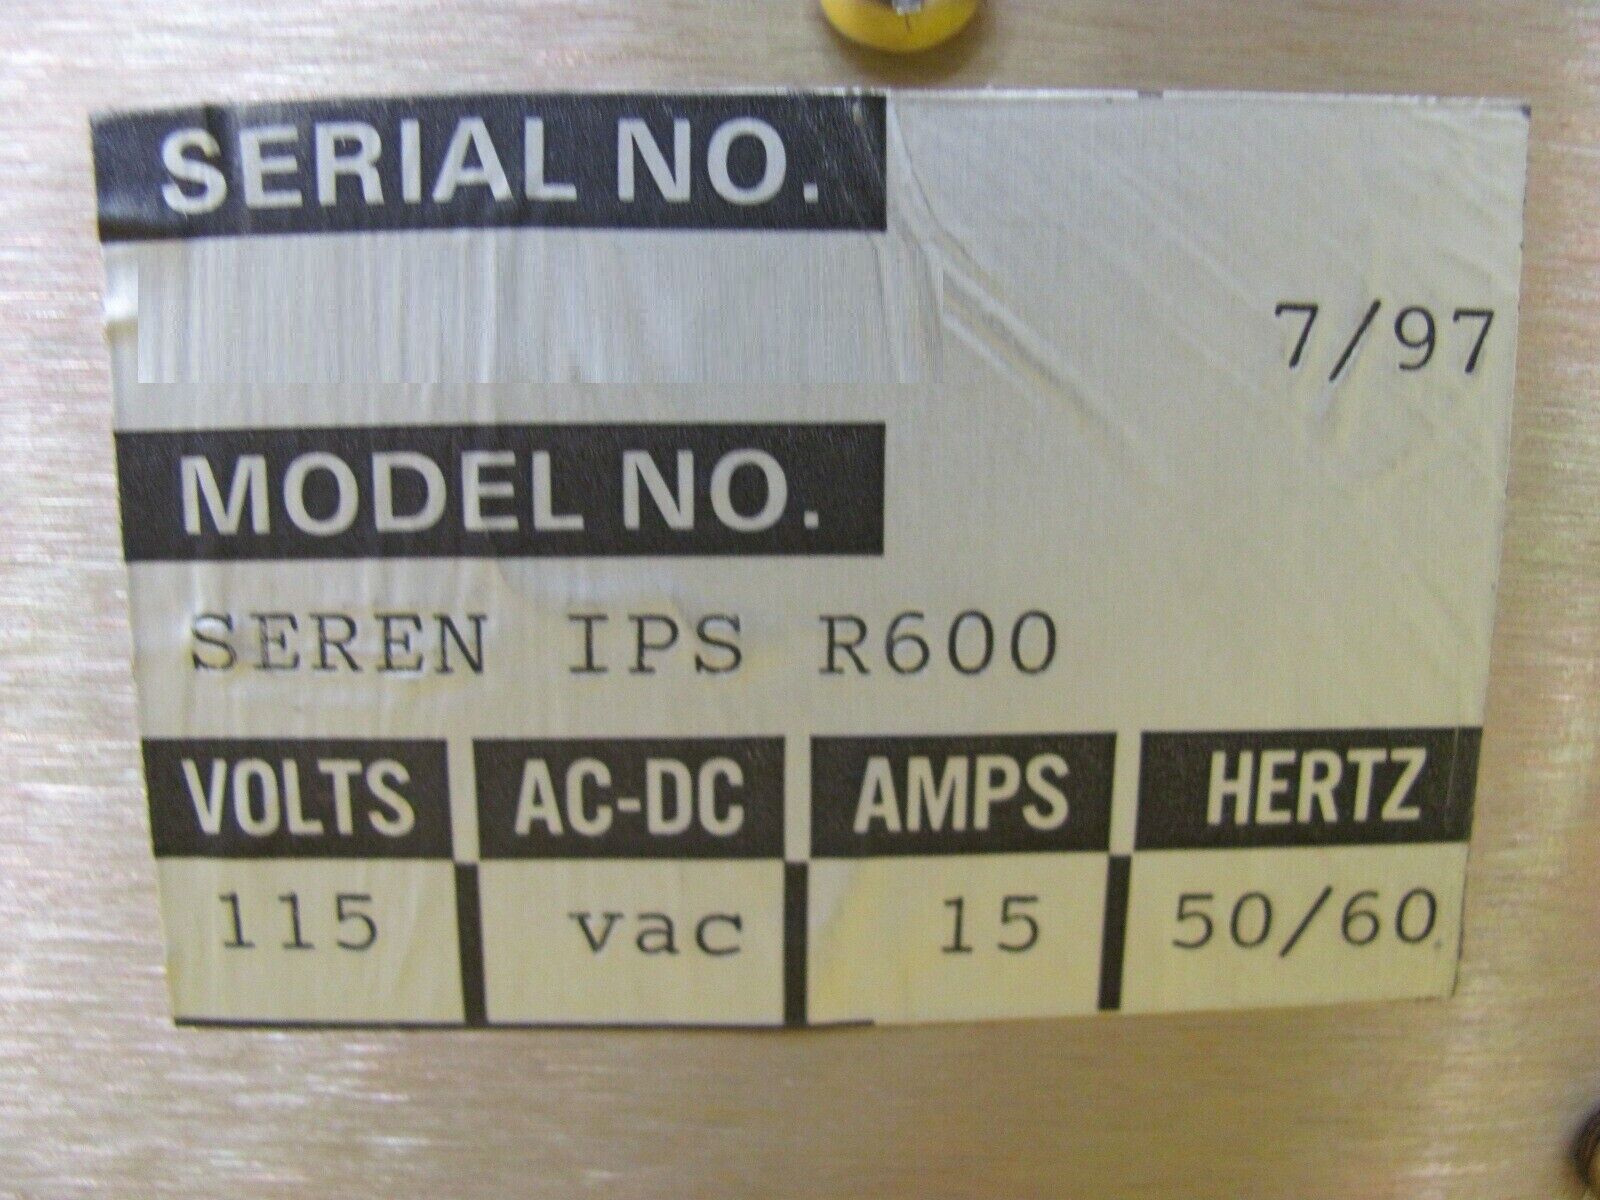 SERIAL NO.
7/97
MODEL NO.
SEREN IPS R600
VOLTS AC-DC AMPS HERTZ
115 vac 15 50/60